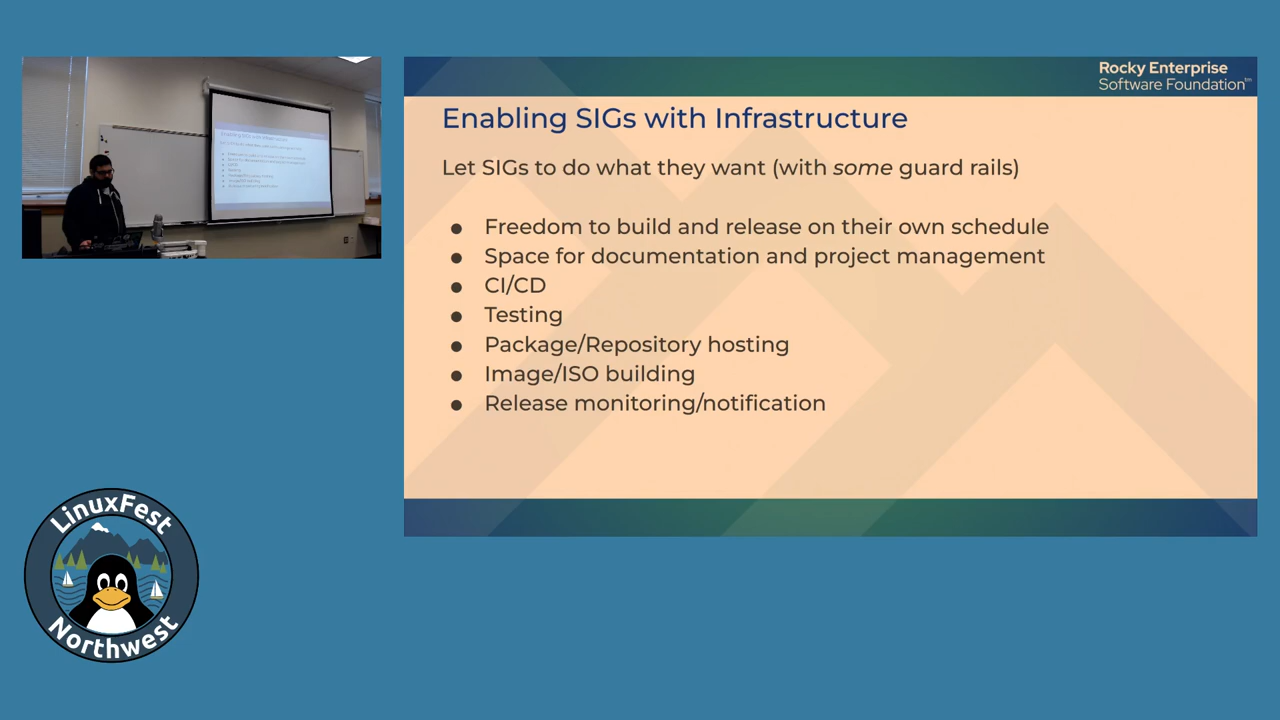 Rocky Enterprise
Software Foundation™
Enabling SIGs with Infrastructure
Let SIGs to do what they want (with some guard rails)
● Freedom to build and release on their own schedule
● Space for documentation and project management
● CI/CD
● Testing
● Package/Repository hosting
● Image/ISO building
● Release monitoring/notification
LinuxFest
Northwest